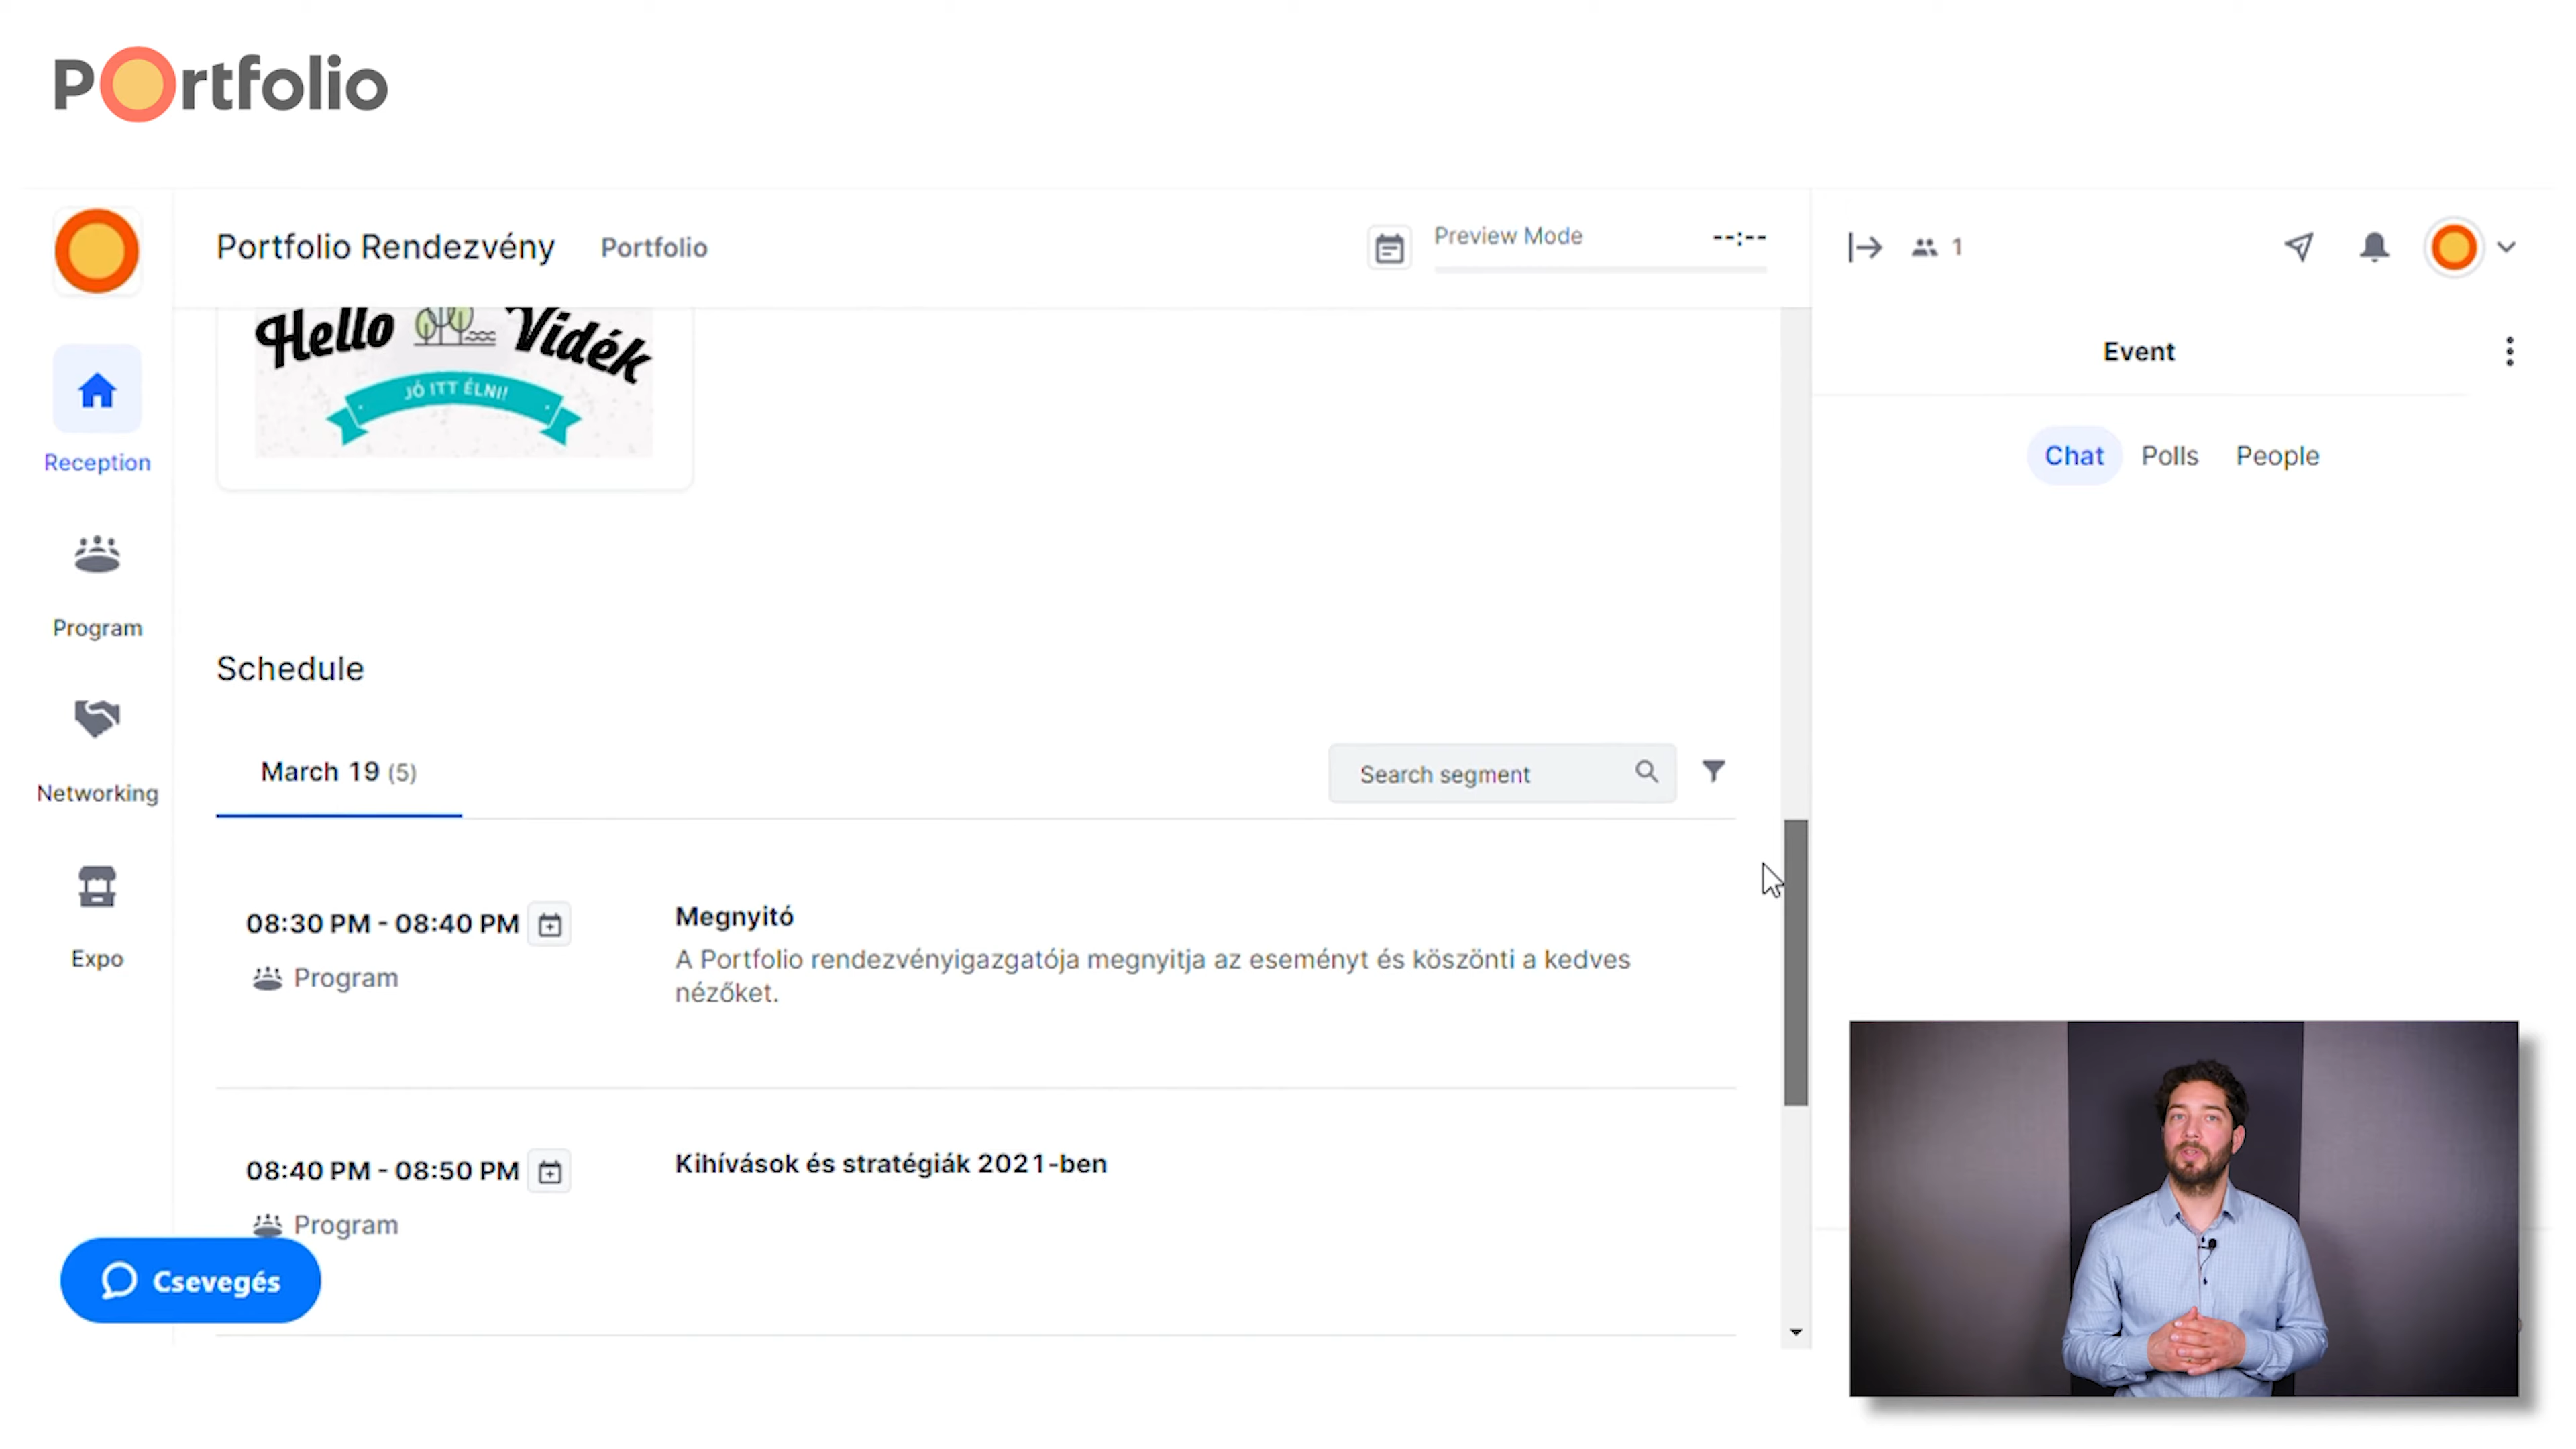 Portfolio
Portfolio Rendezvény Portfolio
Preview Mode --:--
1
Hello Vidék
JÓ ITT ÉLNI!
Reception
Program
Networking
Expo
Event
Chat Polls People
Schedule
March 19 (5)
Search segment
08:30 PM - 08:40 PM
Program
Megnyitó
A Portfolio rendezvényigazgatója megnyitja az eseményt és köszönti a kedves
nézőket.
08:40 PM - 08:50 PM
Program
Kihívások és stratégiák 2021-ben
Csevegés